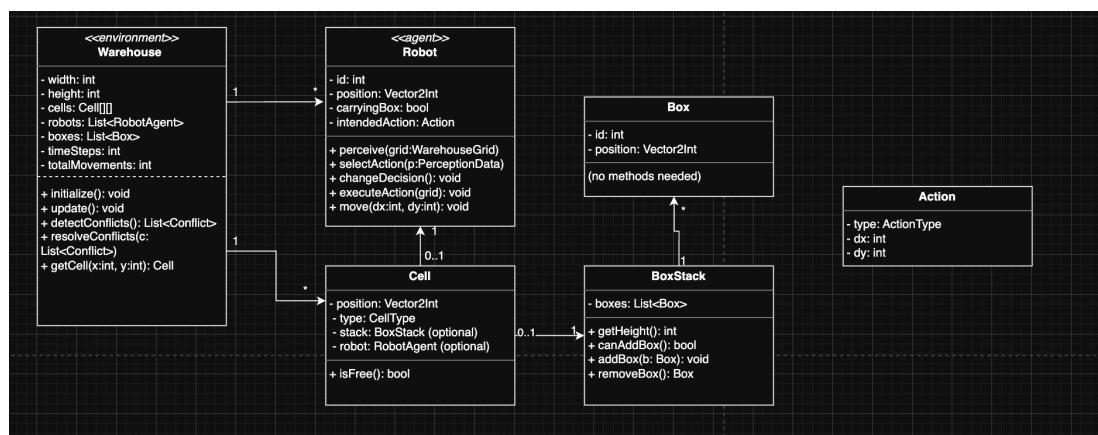 <<environment>>
Warehouse
- width: int
- height: int
- cells: Cell[][]
- robots: List<RobotAgent>
- boxes: List<Box>
- timeSteps: int
- totalMovements: int
+ initialize(): void
+ update(): void
+ detectConflicts(): List<Conflict>
+ resolveConflicts(c:
List<Conflict>)
+ getCell(x:int, y:int): Cell
1
*
1
*
<<agent>>
Robot
- id: int
- position: Vector2Int
- carryingBox: bool
- intendedAction: Action
+ perceive(grid:WarehouseGrid)
+ selectAction(p:PerceptionData)
+ changeDecision(): void
+ executeAction(grid): void
+ move(dx:int, dy:int): void
1
0..1
Cell
- position: Vector2Int
- type: CellType
- stack: BoxStack (optional)
- robot: RobotAgent (optional)
+ isFree(): bool
0..1
1
Box
- id: int
- position: Vector2Int
(no methods needed)
*
1
BoxStack
- boxes: List<Box>
+ getHeight(): int
+ canAddBox(): bool
+ addBox(b: Box): void
+ removeBox(): Box
Action
- type: ActionType
- dx: int
- dy: int